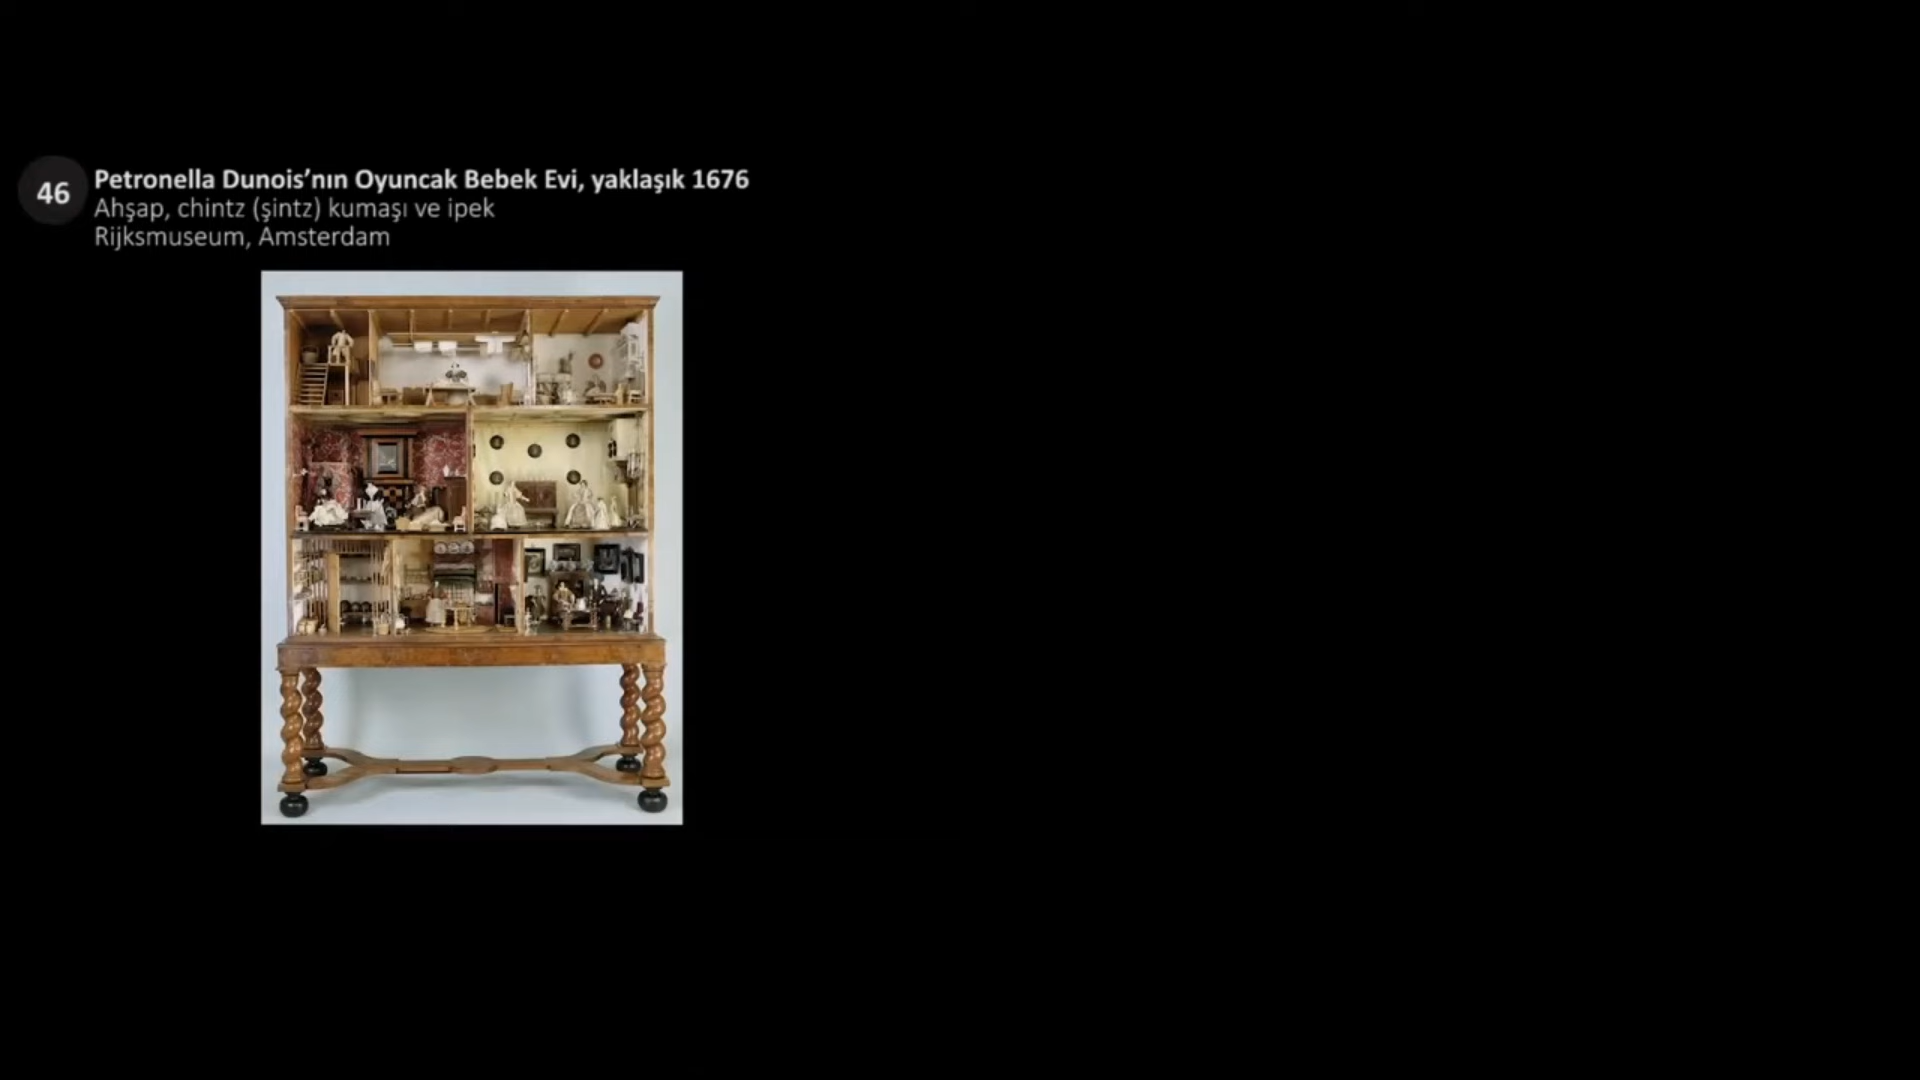 46
Petronella Dunois’nın Oyuncak Bebek Evi, yaklaşık 1676
Ahşap, chintz (şintz) kumaşı ve ipek
Rijksmuseum, Amsterdam